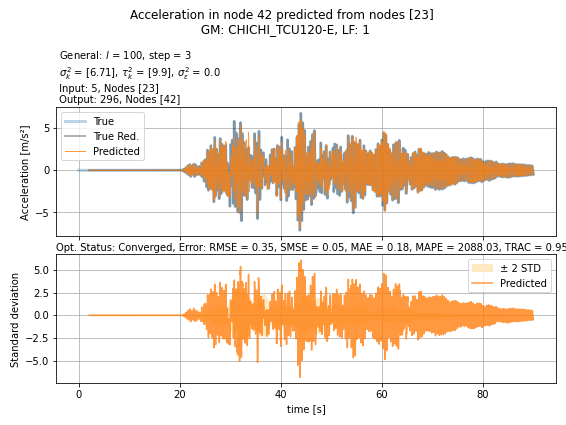 Acceleration in node 42 predicted from nodes [23]
GM: CHICHI_TCU120-E, LF: 1
General: l = 100, step = 3
σ²ₖ = [6.71], τ²ₖ = [9.9], σ²ε = 0.0
Input: 5, Nodes [23]
Output: 296, Nodes [42]
True
True Red.
Predicted
Acceleration [m/s²]
5
0
−5
Opt. Status: Converged, Error: RMSE = 0.35, SMSE = 0.05, MAE = 0.18, MAPE = 2088.03, TRAC = 0.95
± 2 STD
Predicted
Standard deviation
5.0
2.5
0.0
−2.5
−5.0
0 20 40 60 80
time [s]